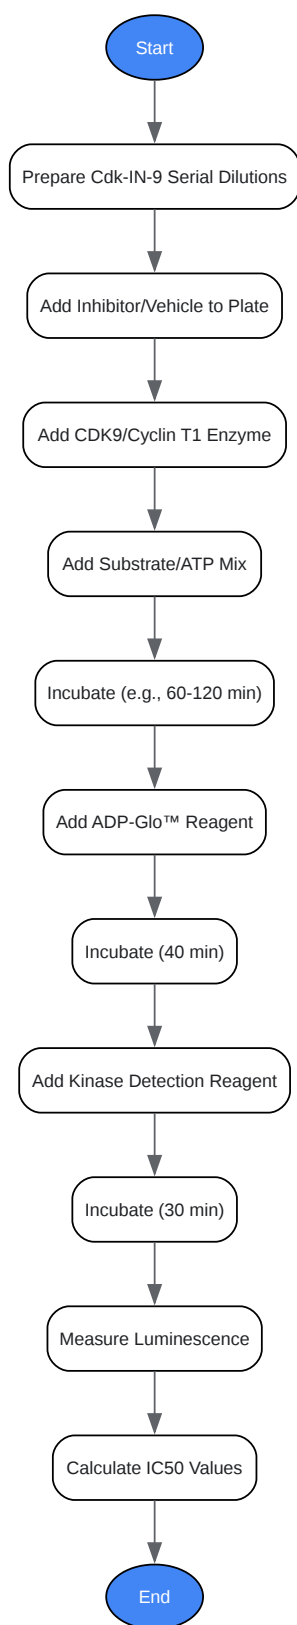 Start
Prepare Cdk-IN-9 Serial Dilutions
Add Inhibitor/Vehicle to Plate
Add CDK9/Cyclin T1 Enzyme
Add Substrate/ATP Mix
Incubate (e.g., 60-120 min)
Add ADP-Glo™ Reagent
Incubate (40 min)
Add Kinase Detection Reagent
Incubate (30 min)
Measure Luminescence
Calculate IC50 Values
End